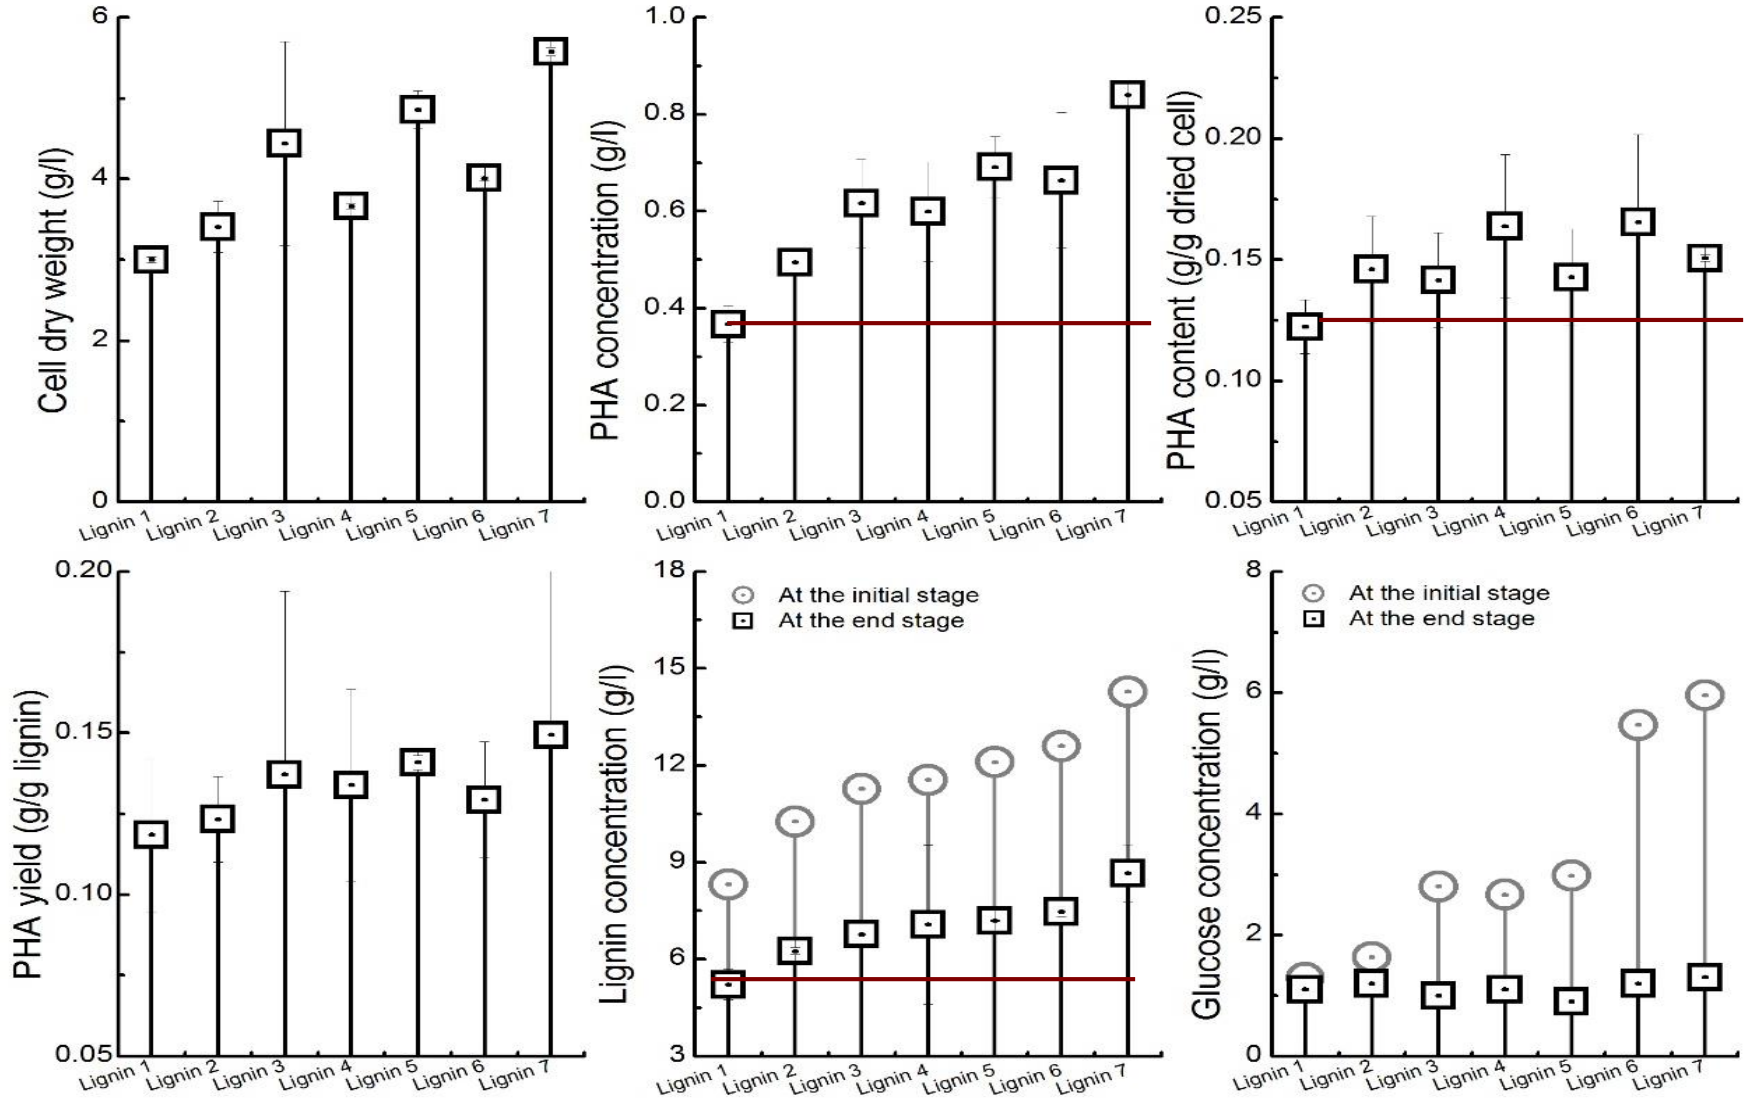 Cell dry weight (g/l)
6
4
2
0
Lignin 1
Lignin 2
Lignin 3
Lignin 4
Lignin 5
Lignin 6
Lignin 7
PHA concentration (g/l)
1.0
0.8
0.6
0.4
0.2
0.0
Lignin 1
Lignin 2
Lignin 3
Lignin 4
Lignin 5
Lignin 6
Lignin 7
PHA content (g/g dried cell)
0.25
0.20
0.15
0.10
0.05
Lignin 1
Lignin 2
Lignin 3
Lignin 4
Lignin 5
Lignin 6
Lignin 7
PHA yield (g/g lignin)
0.20
0.15
0.10
0.05
Lignin 1
Lignin 2
Lignin 3
Lignin 4
Lignin 5
Lignin 6
Lignin 7
Lignin concentration (g/l)
18
15
12
9
6
3
At the initial stage
At the end stage
Lignin 1
Lignin 2
Lignin 3
Lignin 4
Lignin 5
Lignin 6
Lignin 7
Glucose concentration (g/l)
8
6
4
2
0
At the initial stage
At the end stage
Lignin 1
Lignin 2
Lignin 3
Lignin 4
Lignin 5
Lignin 6
Lignin 7